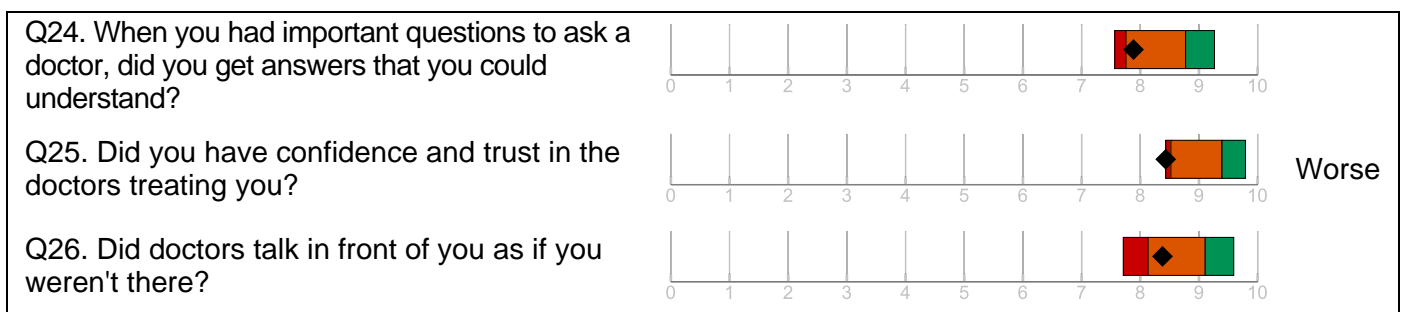 Q24. When you had important questions to ask a
doctor, did you get answers that you could
understand?
0 1 2 3 4 5 6 7 8 9 10
Q25. Did you have confidence and trust in the
doctors treating you?
Worse
0 1 2 3 4 5 6 7 8 9 10
Q26. Did doctors talk in front of you as if you
weren't there?
0 1 2 3 4 5 6 7 8 9 10